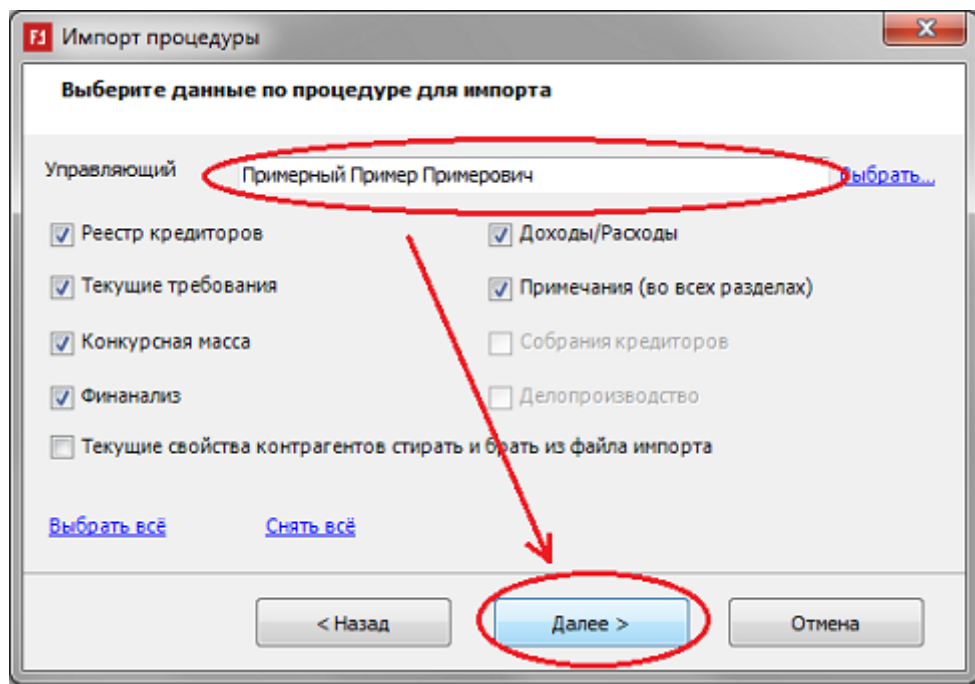 Импорт процедуры
Выберите данные по процедуре для импорта
Управляющий Примерный Пример Примерович Выбрать...
Реестр кредиторов Доходы/Расходы
Текущие требования Примечания (во всех разделах)
Конкурсная масса Собрания кредиторов
Финанализ Делопроизводство
Текущие свойства контрагентов стирать и брать из файла импорта
Выбрать всё Снять всё
< Назад Далее > Отмена